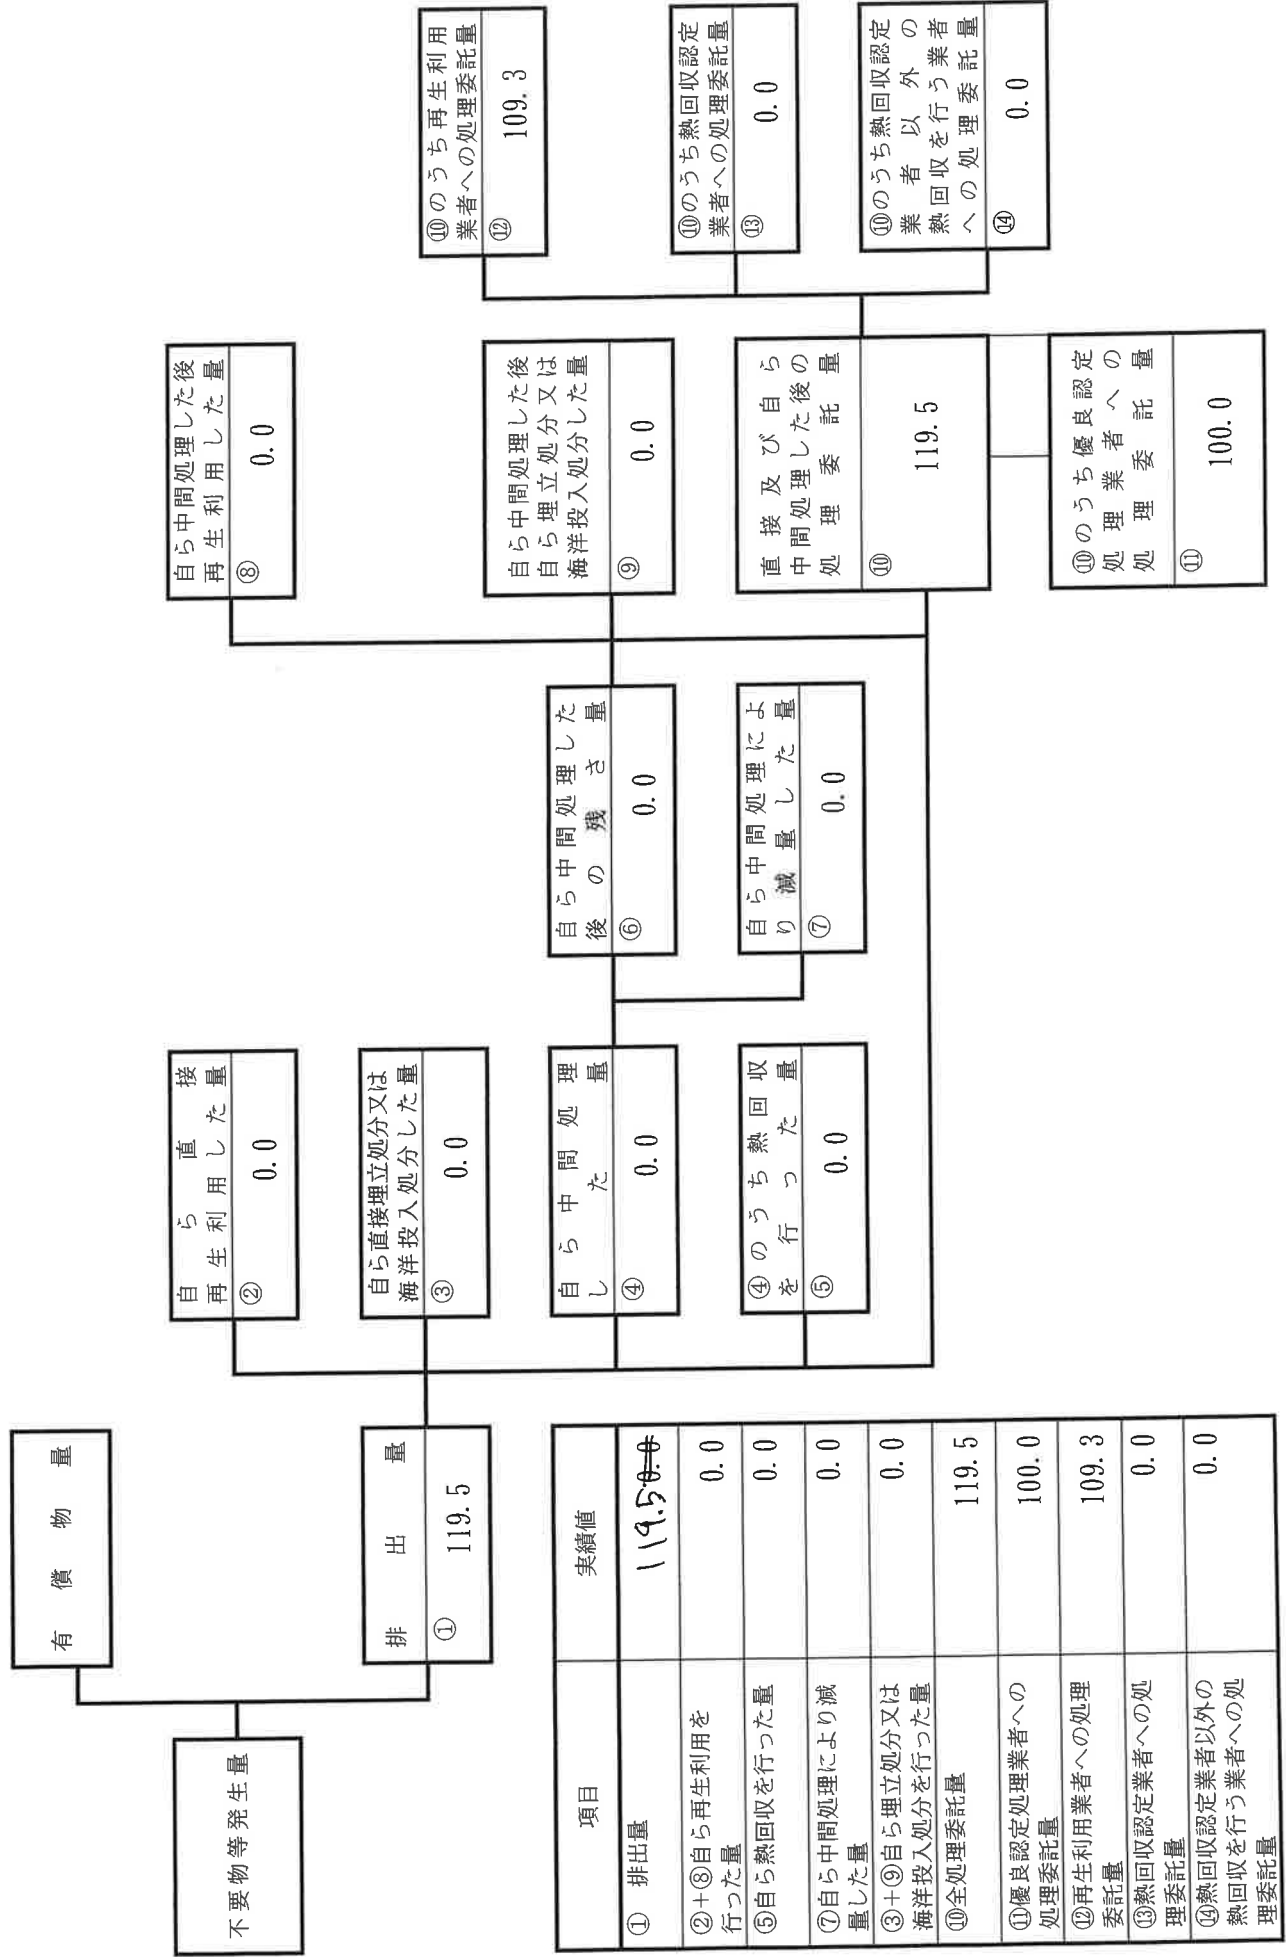 不要物等発生量
有償物量
排出量
① 119.5
自ら直接
再生利用した量
② 0.0
自ら直接埋立処分又は
海洋投入処分した量
③ 0.0
自ら中間処理
した量
④ 0.0
④のうち熱回収
を行った量
⑤ 0.0
自ら中間処理した
後の残さ量
⑥ 0.0
自ら中間処理によ
り減量した量
⑦ 0.0
自ら中間処理した後
再生利用した量
⑧ 0.0
自ら中間処理した後
自ら埋立処分又は
海洋投入処分した量
⑨ 0.0
直接及び自ら
中間処理した後の
処理委託量
⑩ 119.5
⑩のうち優良認定
処理業者への
処理委託量
⑪ 100.0
⑩のうち再生利用
業者への処理委託量
⑫ 109.3
⑩のうち熱回収認定
業者への処理委託量
⑬ 0.0
⑩のうち熱回収認定
業者以外の
熱回収を行う業者
への処理委託量
⑭ 0.0
項目 実績値
① 排出量 119.5 0.0
②+⑧自ら再生利用を
行った量 0.0
⑤自ら熱回収を行った量 0.0
⑦自ら中間処理により減
量した量 0.0
③+⑨自ら埋立処分又は
海洋投入処分を行った量 0.0
⑩全処理委託量 119.5
⑪優良認定処理業者への
処理委託量 100.0
⑫再生利用業者への処理
委託量 109.3
⑬熱回収認定業者への処
理委託量 0.0
⑭熱回収認定業者以外の
熱回収を行う業者への処
理委託量 0.0